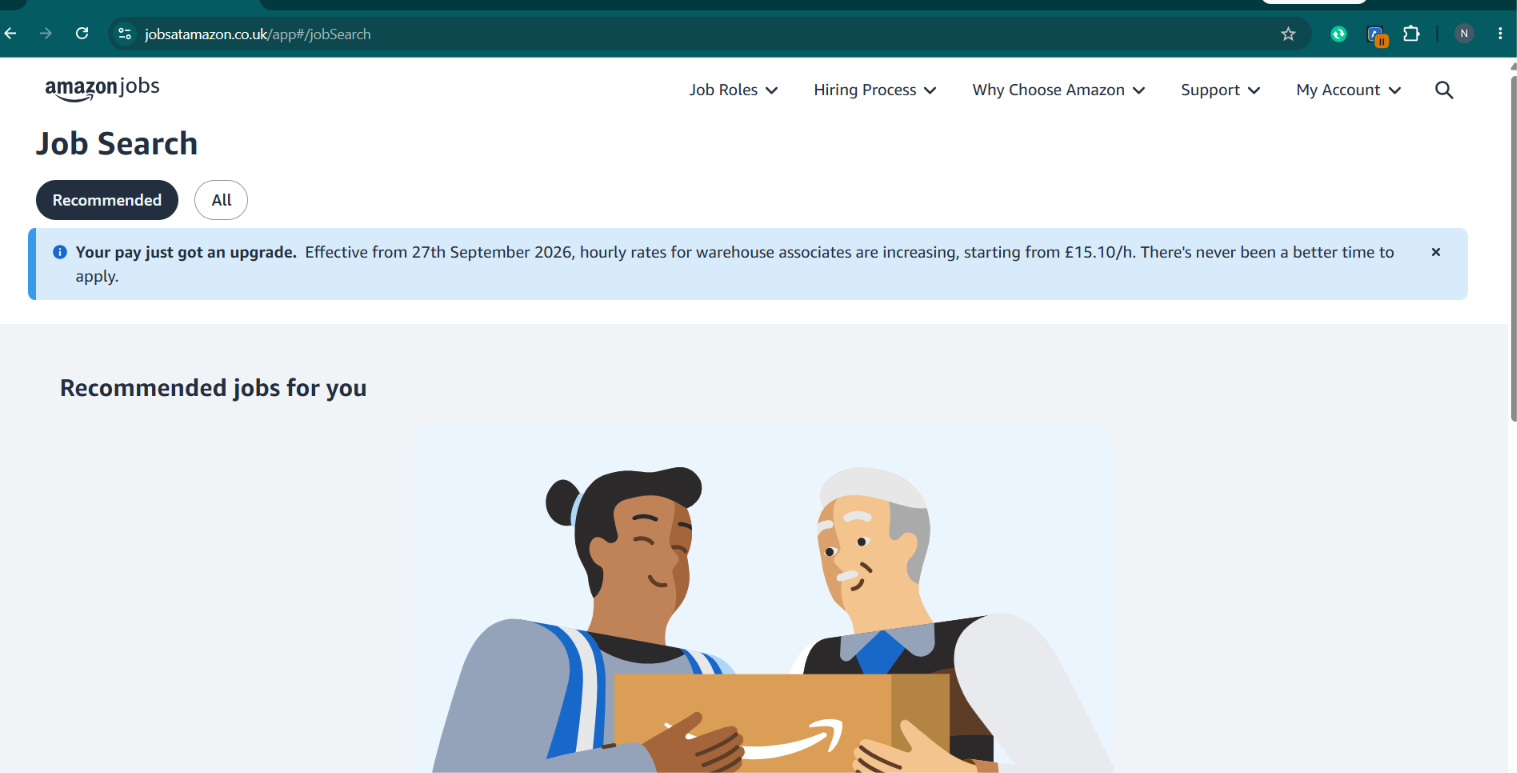 jobsatamazon.co.uk/app#/jobSearch
N
amazon jobs
Job Roles
Hiring Process
Why Choose Amazon
Support
My Account
Job Search
Recommended
All
Your pay just got an upgrade. Effective from 27th September 2026, hourly rates for warehouse associates are increasing, starting from £15.10/h. There's never been a better time to
apply.
Recommended jobs for you